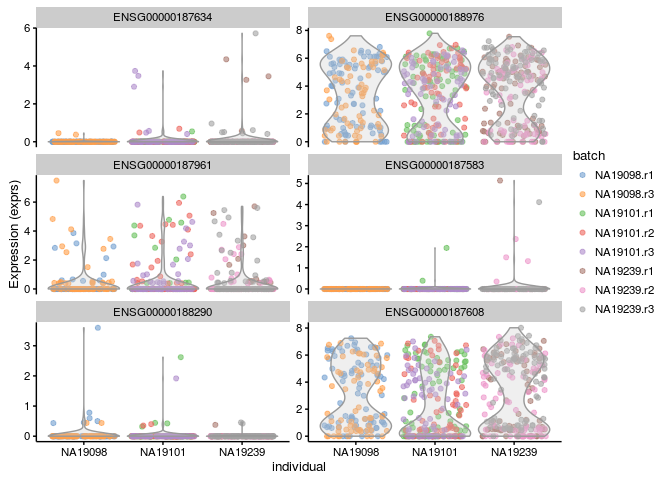 ENSG00000187634
ENSG00000188976
6
4
2
0
8
6
4
2
0
ENSG00000187961
ENSG00000187583
6
4
2
0
5
4
3
2
1
0
ENSG00000188290
ENSG00000187608
3
2
1
0
8
6
4
2
0
NA19098 NA19101 NA19239
NA19098 NA19101 NA19239
individual
Expression (exprs)
batch
NA19098.r1
NA19098.r3
NA19101.r1
NA19101.r2
NA19101.r3
NA19239.r1
NA19239.r2
NA19239.r3